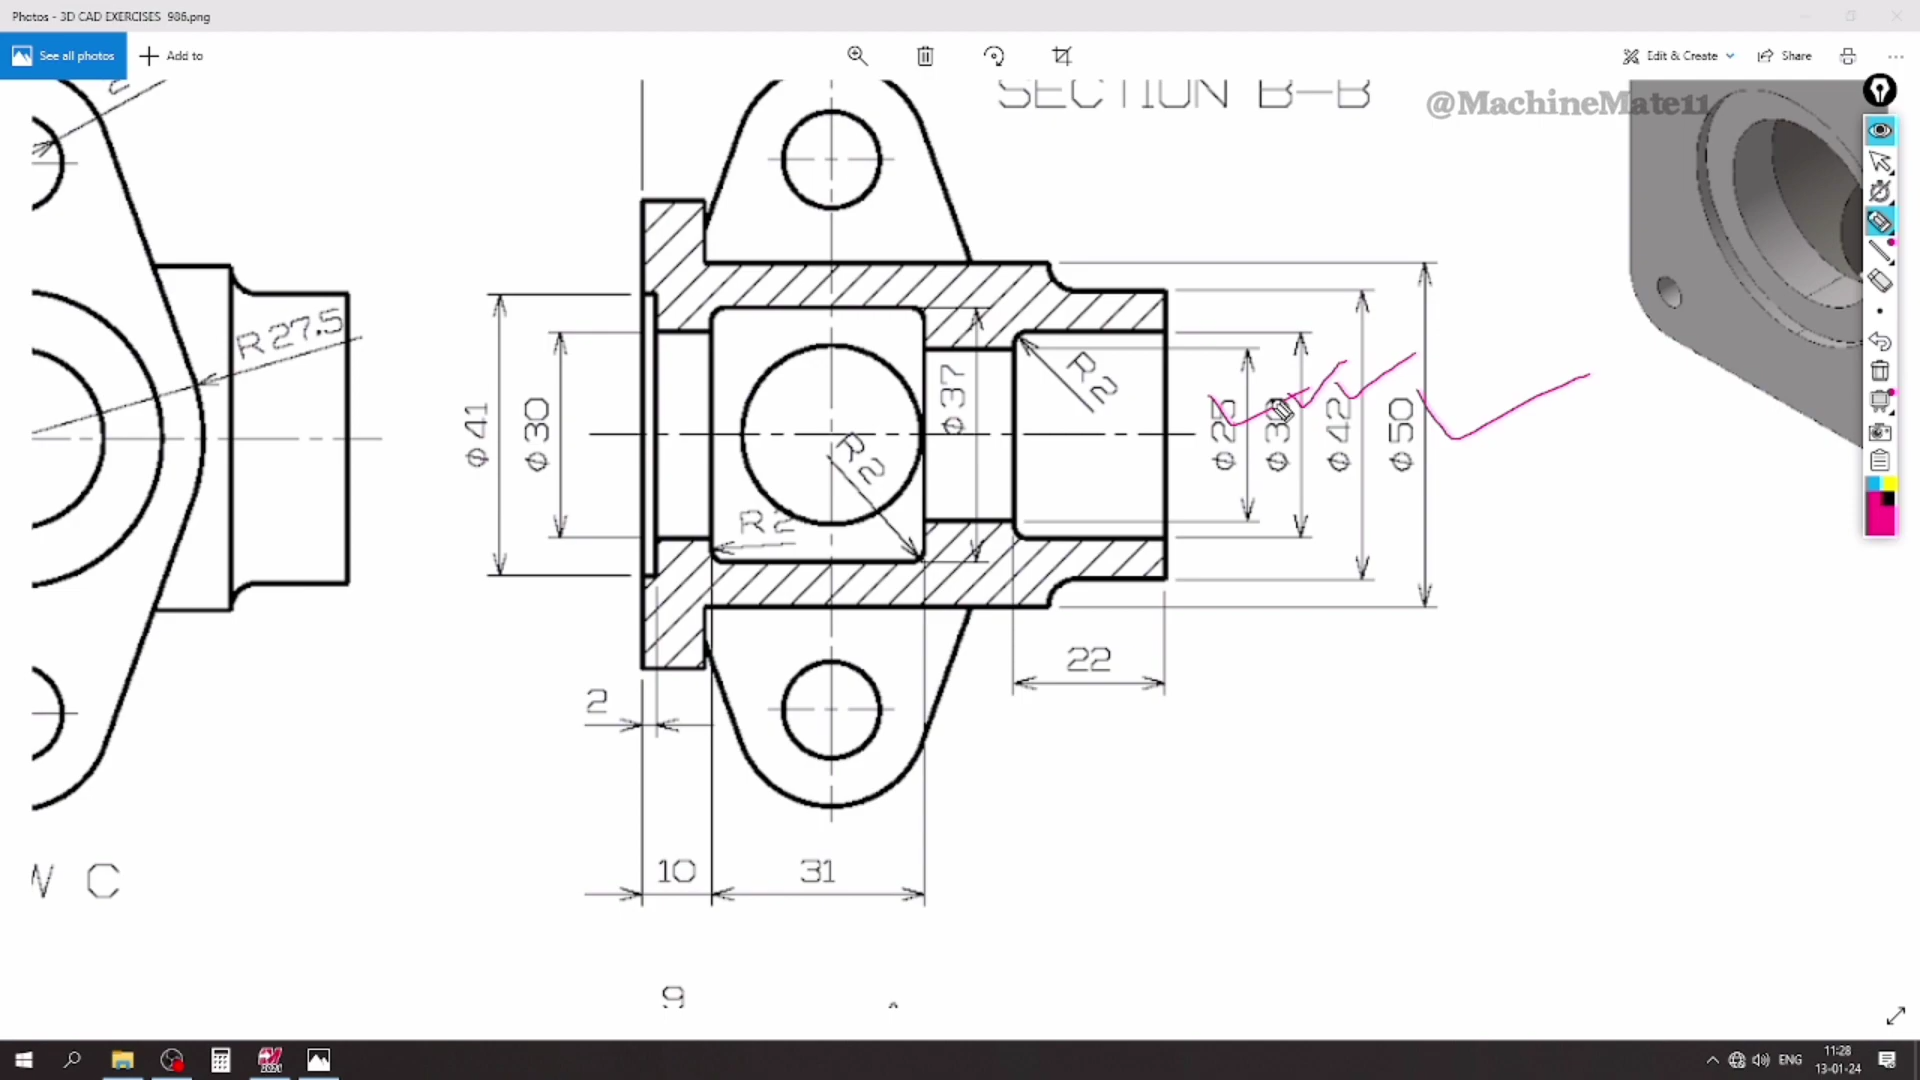 Photos - 3D CAD EXERCISES 986.png
See all photos
Add to
Edit & Create
Share
SECTION B-B
@MachineMate11
2
R27.5
Φ41
Φ30
Φ37
R2
R2
R2
Φ25
Φ30
Φ42
Φ50
22
2
10
31
W C
9
ENG
11:28
13-01-24